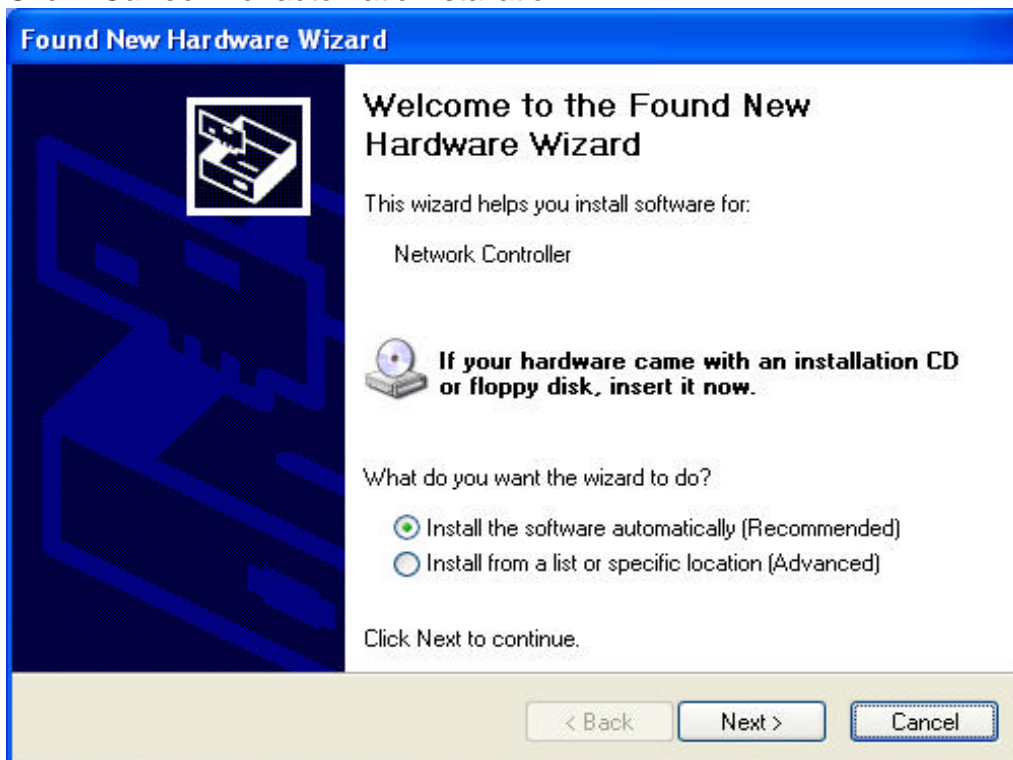 Found New Hardware Wizard
Welcome to the Found New
Hardware Wizard
This wizard helps you install software for:
Network Controller
If your hardware came with an installation CD
or floppy disk, insert it now.
What do you want the wizard to do?
Install the software automatically (Recommended)
Install from a list or specific location (Advanced)
Click Next to continue.
< Back Next > Cancel